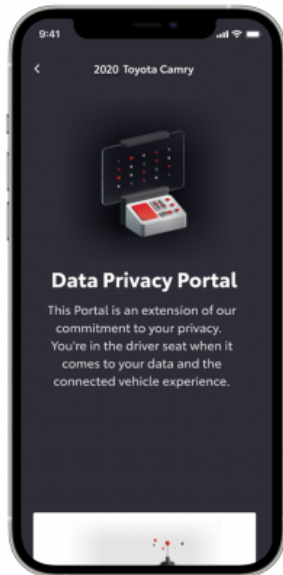 9:41
2020 Toyota Camry
Data Privacy Portal
This Portal is an extension of our
commitment to your privacy.
You're in the driver seat when it
comes to your data and the
connected vehicle experience.